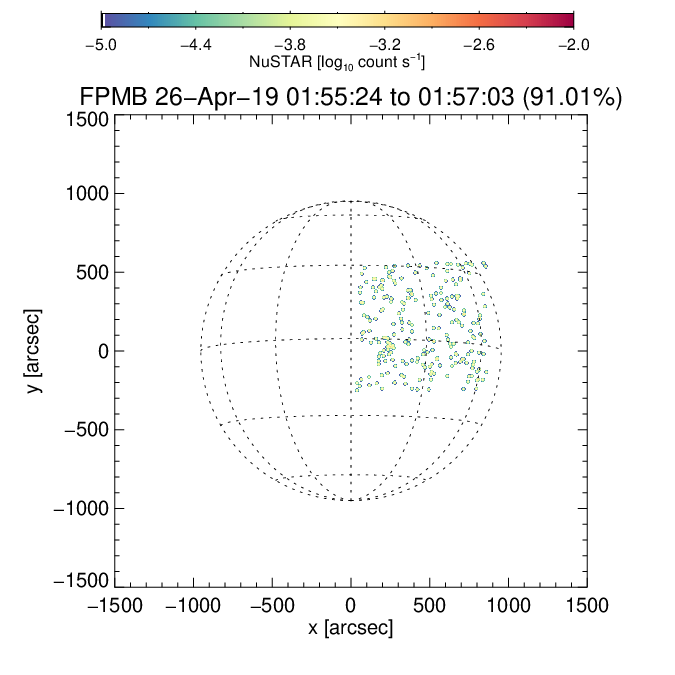 −5.0 −4.4 −3.8 −3.2 −2.6 −2.0
NuSTAR [log10 count s−1]
FPMB 26−Apr−19 01:55:24 to 01:57:03 (91.01%)
1500
1000
500
0
−500
−1000
−1500
y [arcsec]
−1500 −1000 −500 0 500 1000 1500
x [arcsec]